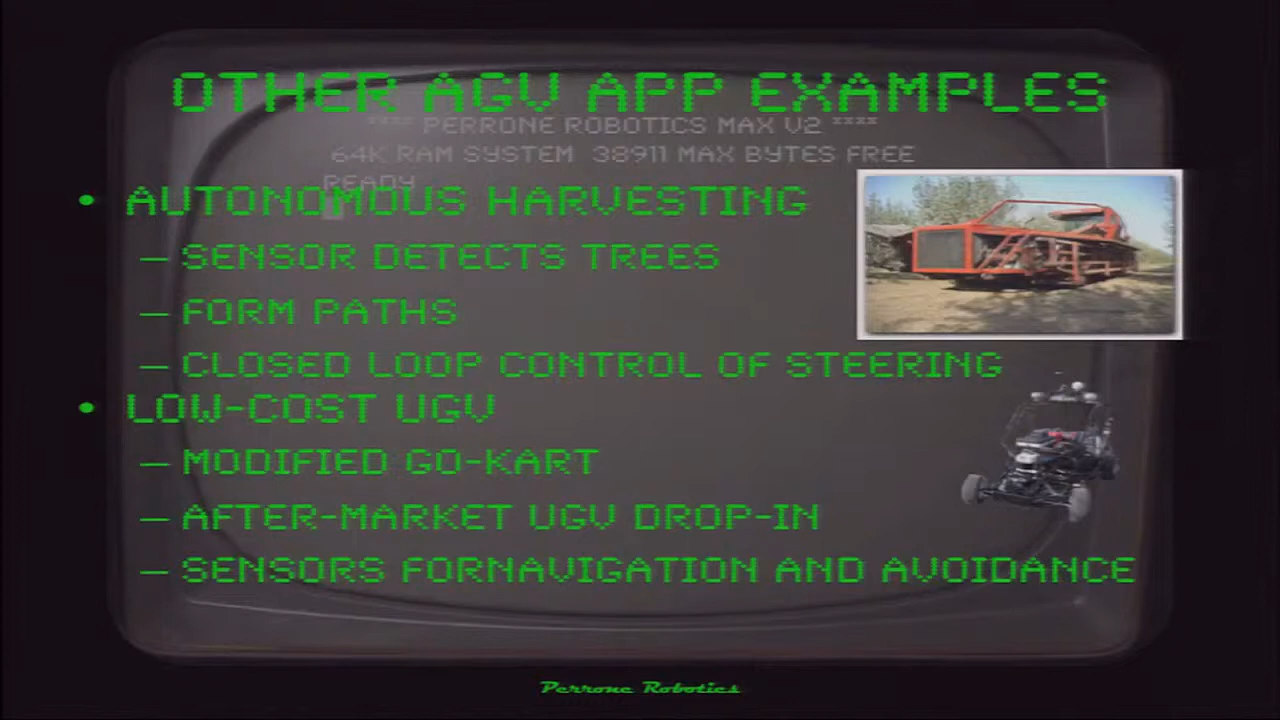 OTHER AGV APP EXAMPLES
**** PERRONE ROBOTICS MAX V2 ****
64K RAM SYSTEM 38911 MAX BYTES FREE
READY
• AUTONOMOUS HARVESTING
– SENSOR DETECTS TREES
– FORM PATHS
– CLOSED LOOP CONTROL OF STEERING
• LOW-COST UGV
– MODIFIED GO-KART
– AFTER-MARKET UGV DROP-IN
– SENSORS FORNAVIGATION AND AVOIDANCE
Perrone Robotics